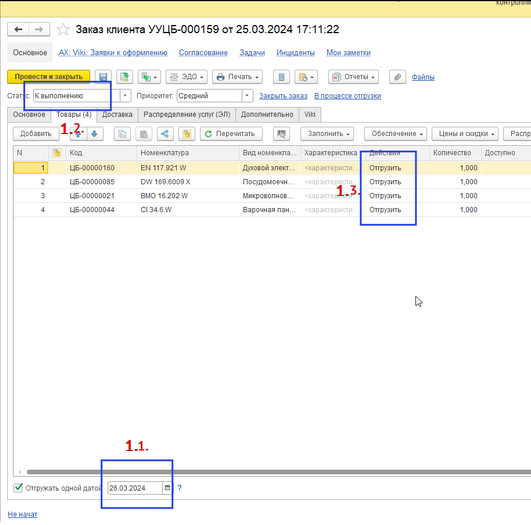 контролли
Заказ клиента УУЦБ-000159 от 25.03.2024 17:11:22
Основное AX: Viki: Заявки к оформлению Согласование Задачи Инциденты Мои заметки
Провести и закрыть ЭДО Печать Отчеты Файлы
Статус: К выполнению Приоритет: Средний Закрыть заказ В процессе отгрузки
Основное Товары (4) Доставка Распределение услуг (ЭЛ) Дополнительно Viki
1.2.
Добавить Перечитать Заполнить Обеспечение Цены и скидки Распр
N Код Номенклатура Вид номенкла... Характеристика Действия Количество Доступно
1 ЦБ-00000160 EN 117.921 W Духовой элект... <характеристи... Отгрузить 1,000
2 ЦБ-00000085 DW 169.6009 X Посудомоечн... <характеристи... Отгрузить 1,000
1.3.
3 ЦБ-00000021 BMO 16.202 W Микроволнов... <характеристи... Отгрузить 1,000
4 ЦБ-00000044 CI 34.6 W Варочная пан... <характеристи... Отгрузить 1,000
1.1.
Отгружать одной датой 26.03.2024 ?
Не начат